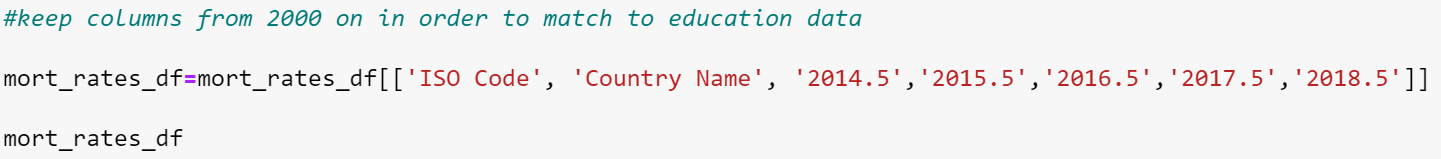 #keep columns from 2000 on in order to match to education data
mort_rates_df=mort_rates_df[['ISO Code', 'Country Name', '2014.5','2015.5','2016.5','2017.5','2018.5']]
mort_rates_df